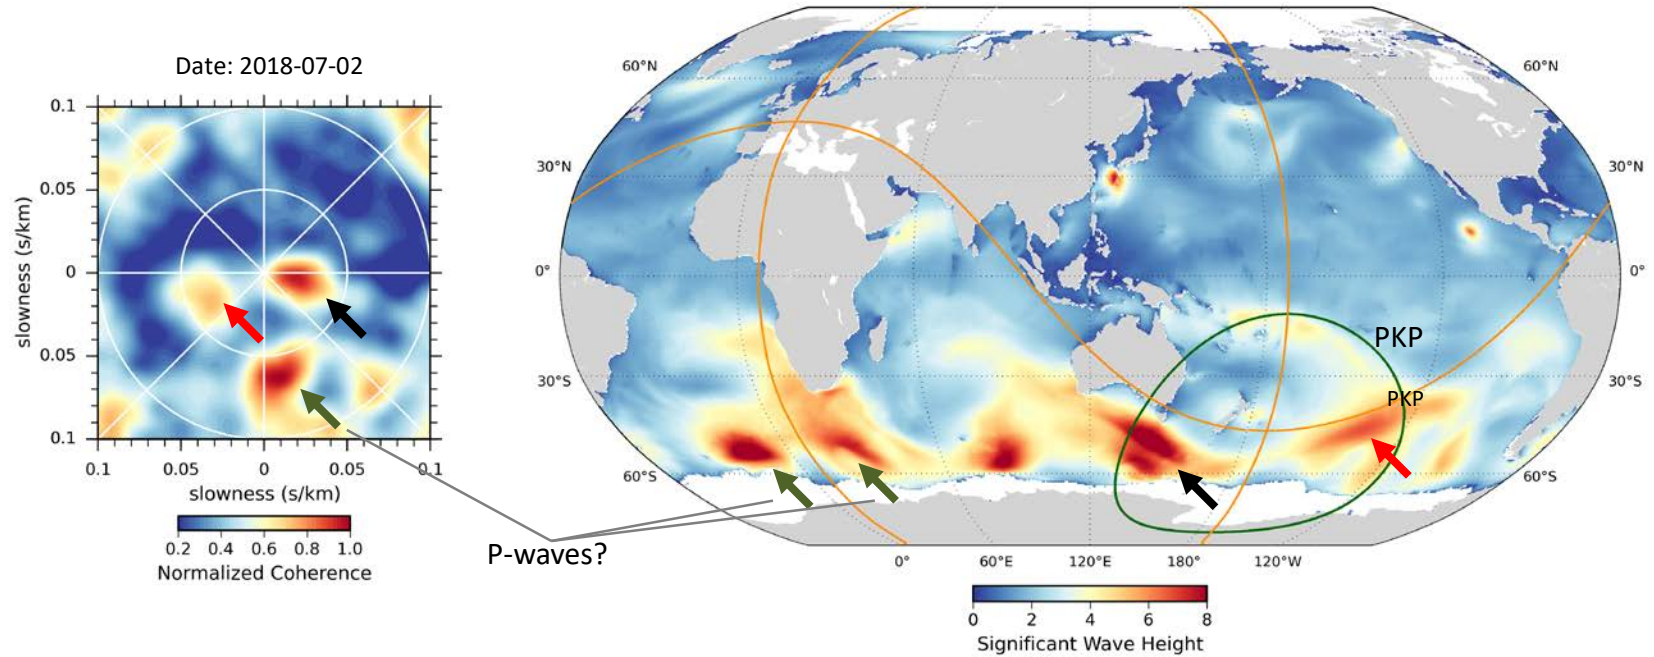 Date: 2018-07-02
0.1
0.05
0
0.05
0.1
slowness (s/km)
0.1 0.05 0 0.05 0.1
slowness (s/km)
0.2 0.4 0.6 0.8 1.0
Normalized Coherence
P-waves?
60°N 60°N
30°N 30°N
0° 0°
PKP
30°S 30°S
PKP
60°S 60°S
0° 60°E 120°E 180° 120°W
0 2 4 6 8
Significant Wave Height